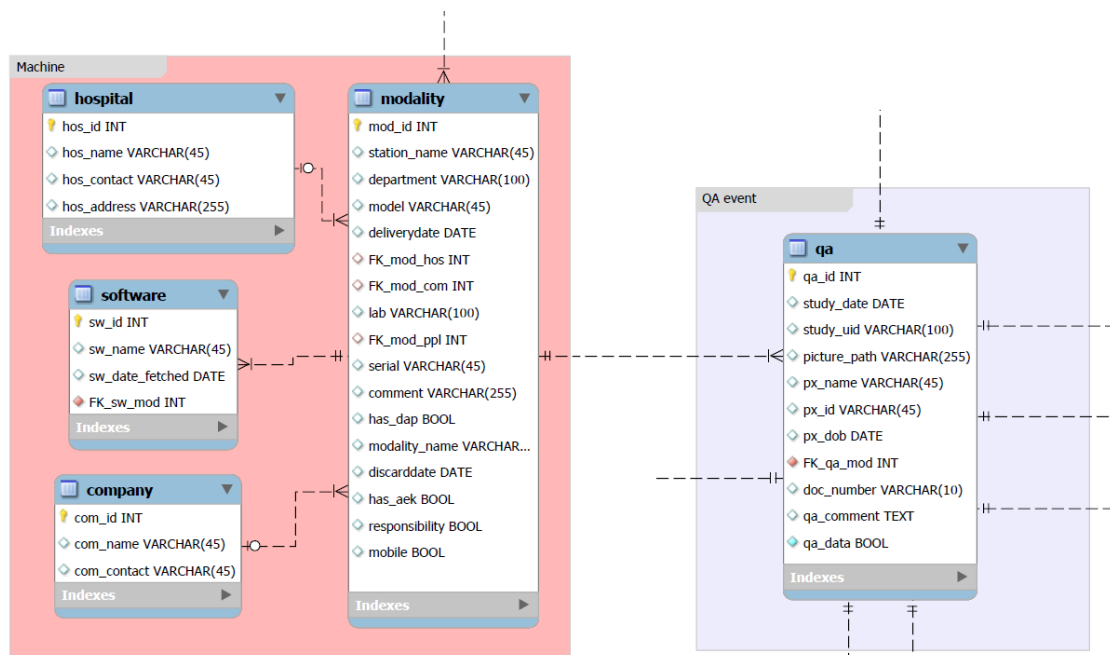 Machine
hospital
hos_id INT
hos_name VARCHAR(45)
hos_contact VARCHAR(45)
hos_address VARCHAR(255)
Indexes
software
sw_id INT
sw_name VARCHAR(45)
sw_date_fetched DATE
FK_sw_mod INT
Indexes
company
com_id INT
com_name VARCHAR(45)
com_contact VARCHAR(45)
Indexes
modality
mod_id INT
station_name VARCHAR(45)
department VARCHAR(100)
model VARCHAR(45)
deliverydate DATE
FK_mod_hos INT
FK_mod_com INT
lab VARCHAR(100)
FK_mod_ppl INT
serial VARCHAR(45)
comment VARCHAR(255)
has_dap BOOL
modality_name VARCHAR...
discarddate DATE
has_aek BOOL
responsibility BOOL
mobile BOOL
Indexes
QA event
qa
qa_id INT
study_date DATE
study_uid VARCHAR(100)
picture_path VARCHAR(255)
px_name VARCHAR(45)
px_id VARCHAR(45)
px_dob DATE
FK_qa_mod INT
doc_number VARCHAR(10)
qa_comment TEXT
qa_data BOOL
Indexes